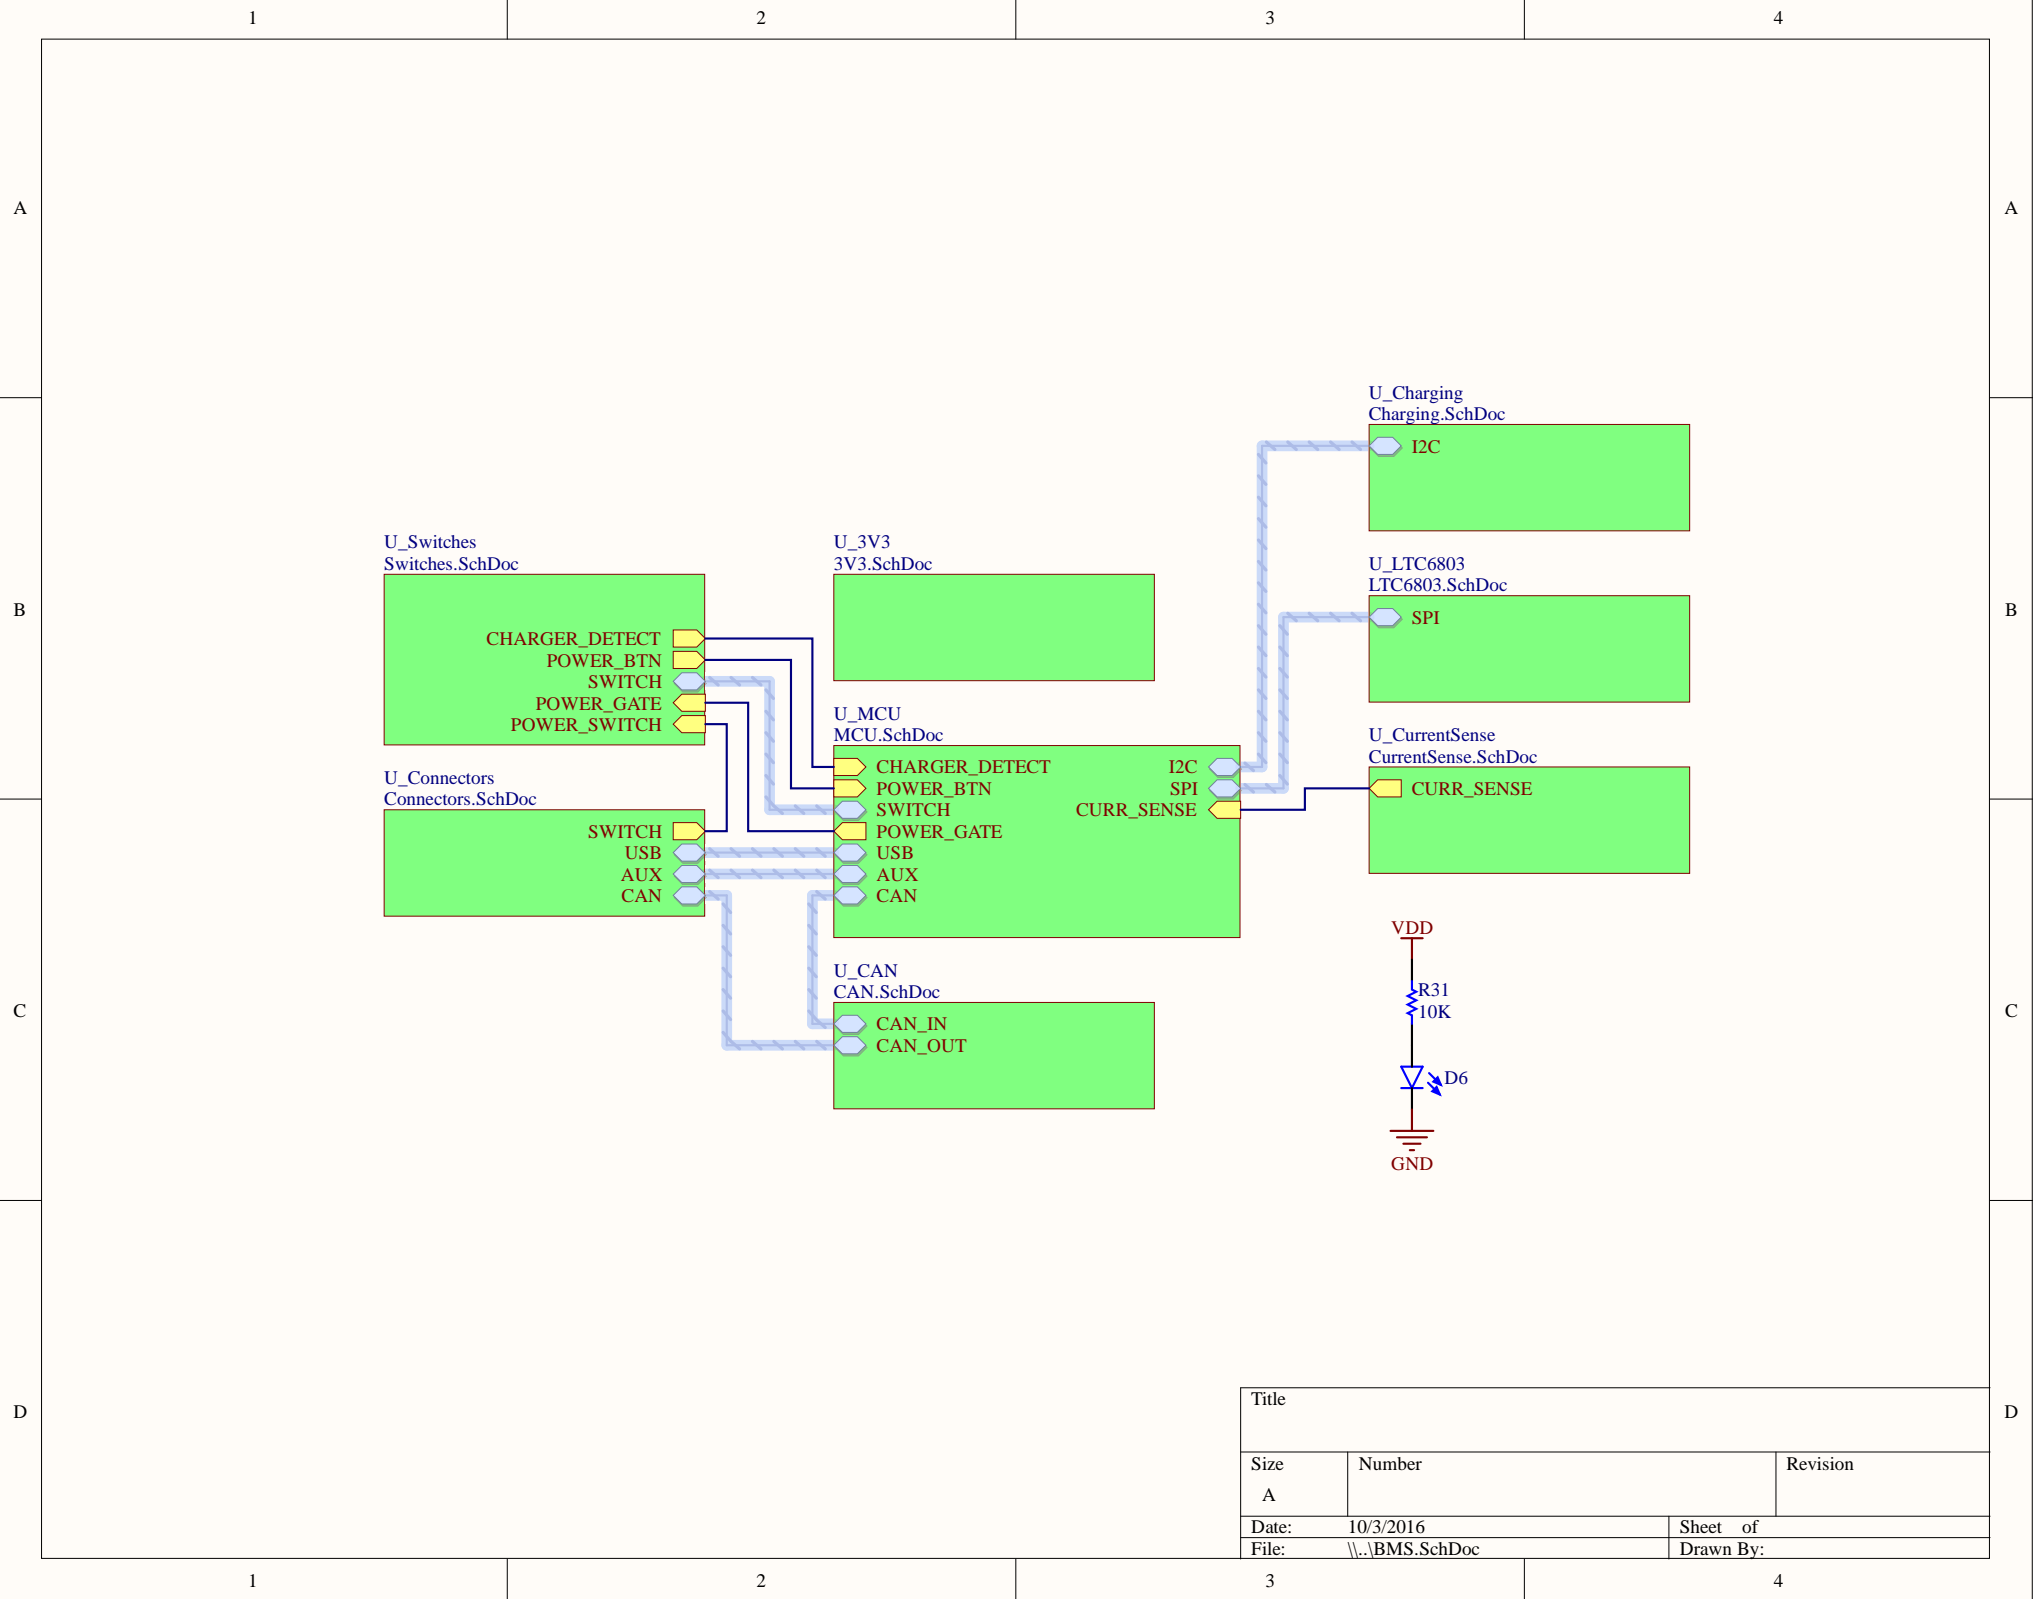 1 2 3 4
A A
U_Charging
Charging.SchDoc
I2C
U_Switches
Switches.SchDoc
CHARGER_DETECT
POWER_BTN
SWITCH
POWER_GATE
POWER_SWITCH
U_3V3
3V3.SchDoc
U_LTC6803
LTC6803.SchDoc
SPI
B B
U_MCU
MCU.SchDoc
CHARGER_DETECT I2C
POWER_BTN SPI
SWITCH CURR_SENSE
POWER_GATE
USB
AUX
CAN
U_CurrentSense
CurrentSense.SchDoc
CURR_SENSE
U_Connectors
Connectors.SchDoc
SWITCH
USB
AUX
CAN
U_CAN
CAN.SchDoc
CAN_IN
CAN_OUT
VDD
R31
10K
D6
GND
C C
D D
Title
Size Number Revision
A
Date: 10/3/2016 Sheet of
File: \\..\BMS.SchDoc Drawn By:
1 2 3 4